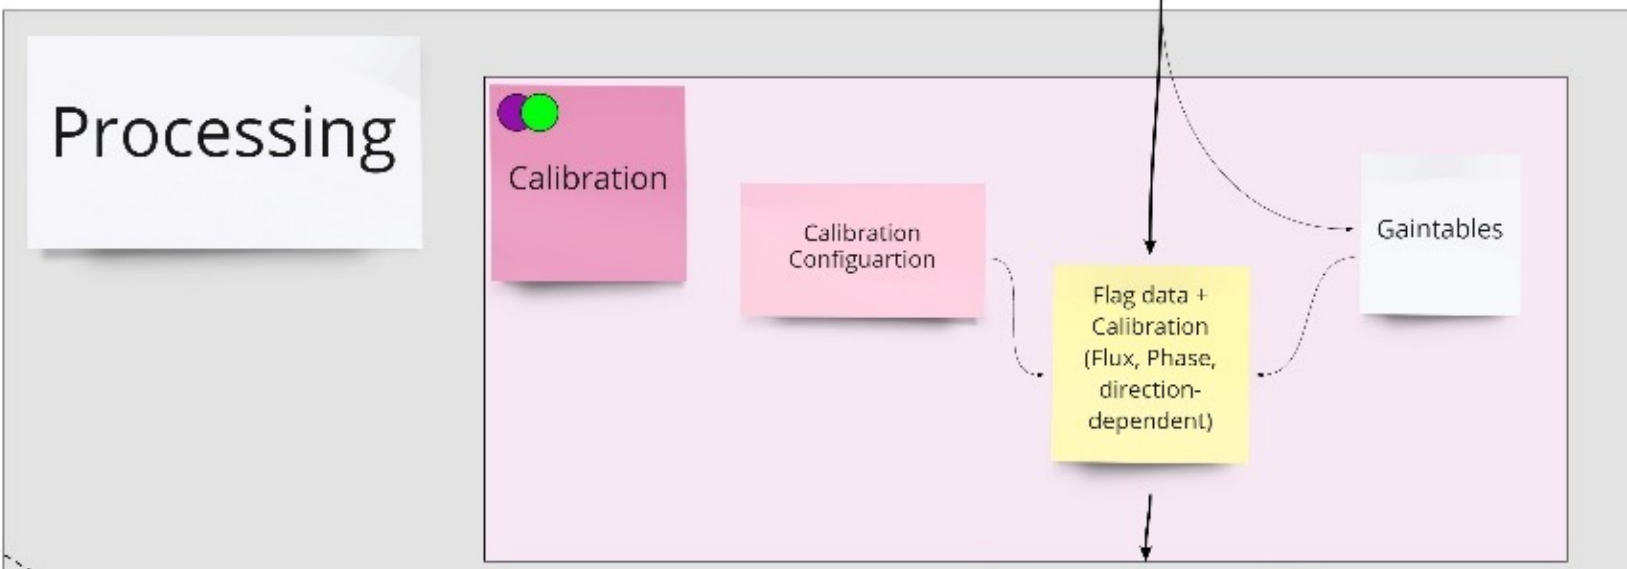 Processing
Calibration
Calibration
Configuartion
Flag data +
Calibration
(Flux, Phase,
direction-
dependent)
Gaintables